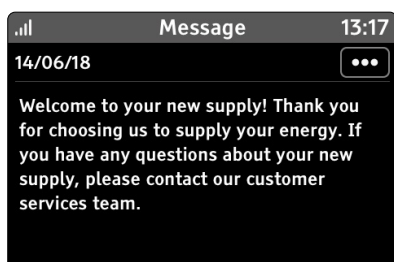 Message 13:17
14/06/18
Welcome to your new supply! Thank you
for choosing us to supply your energy. If
you have any questions about your new
supply, please contact our customer
services team.